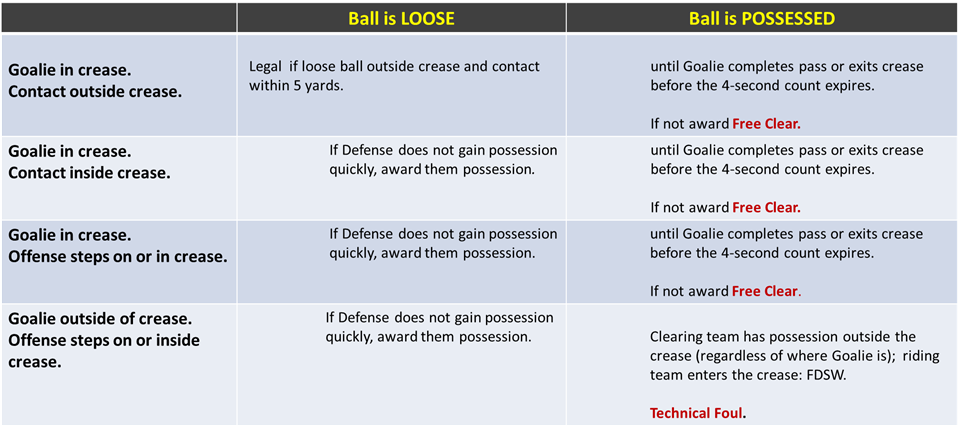 Ball is LOOSE
Ball is POSSESSED
Goalie in crease.
Contact outside crease.
Legal if loose ball outside crease and contact
within 5 yards.
until Goalie completes pass or exits crease
before the 4-second count expires.
If not award Free Clear.
Goalie in crease.
Contact inside crease.
If Defense does not gain possession
quickly, award them possession.
until Goalie completes pass or exits crease
before the 4-second count expires.
If not award Free Clear.
Goalie in crease.
Offense steps on or in crease.
If Defense does not gain possession
quickly, award them possession.
until Goalie completes pass or exits crease
before the 4-second count expires.
If not award Free Clear.
Goalie outside of crease.
Offense steps on or inside
crease.
If Defense does not gain possession
quickly, award them possession.
Clearing team has possession outside the
crease (regardless of where Goalie is); riding
team enters the crease: FDSW.
Technical Foul.